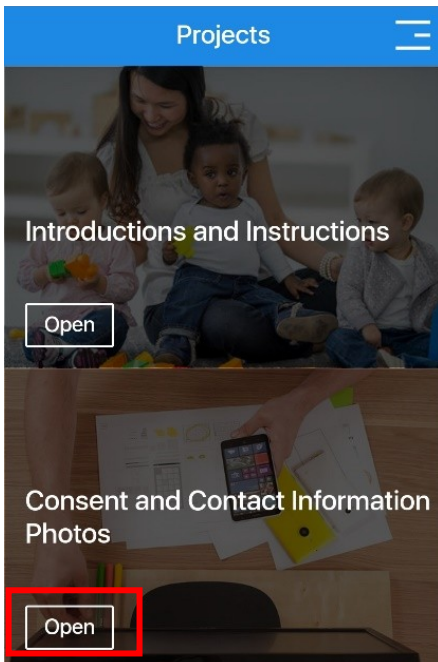 Projects
Introductions and Instructions
Open
Consent and Contact Information
Photos
Open